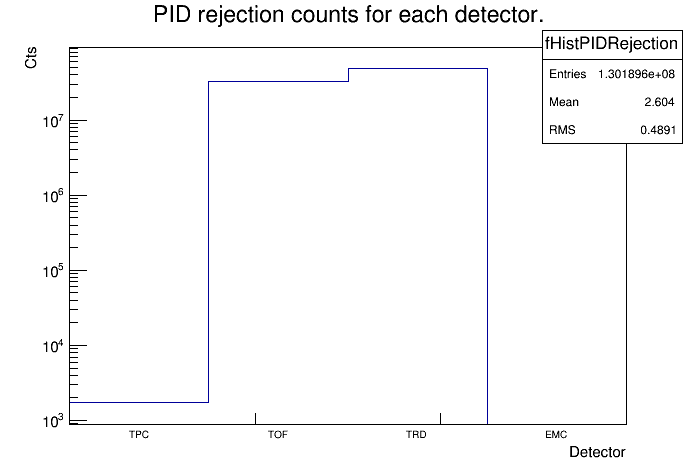 PID rejection counts for each detector.
Cts
fHistPIDRejection
Entries 1.301896e+08
Mean 2.604
RMS 0.4891
10^7
10^6
10^5
10^4
10^3
TPC TOF TRD EMC
Detector